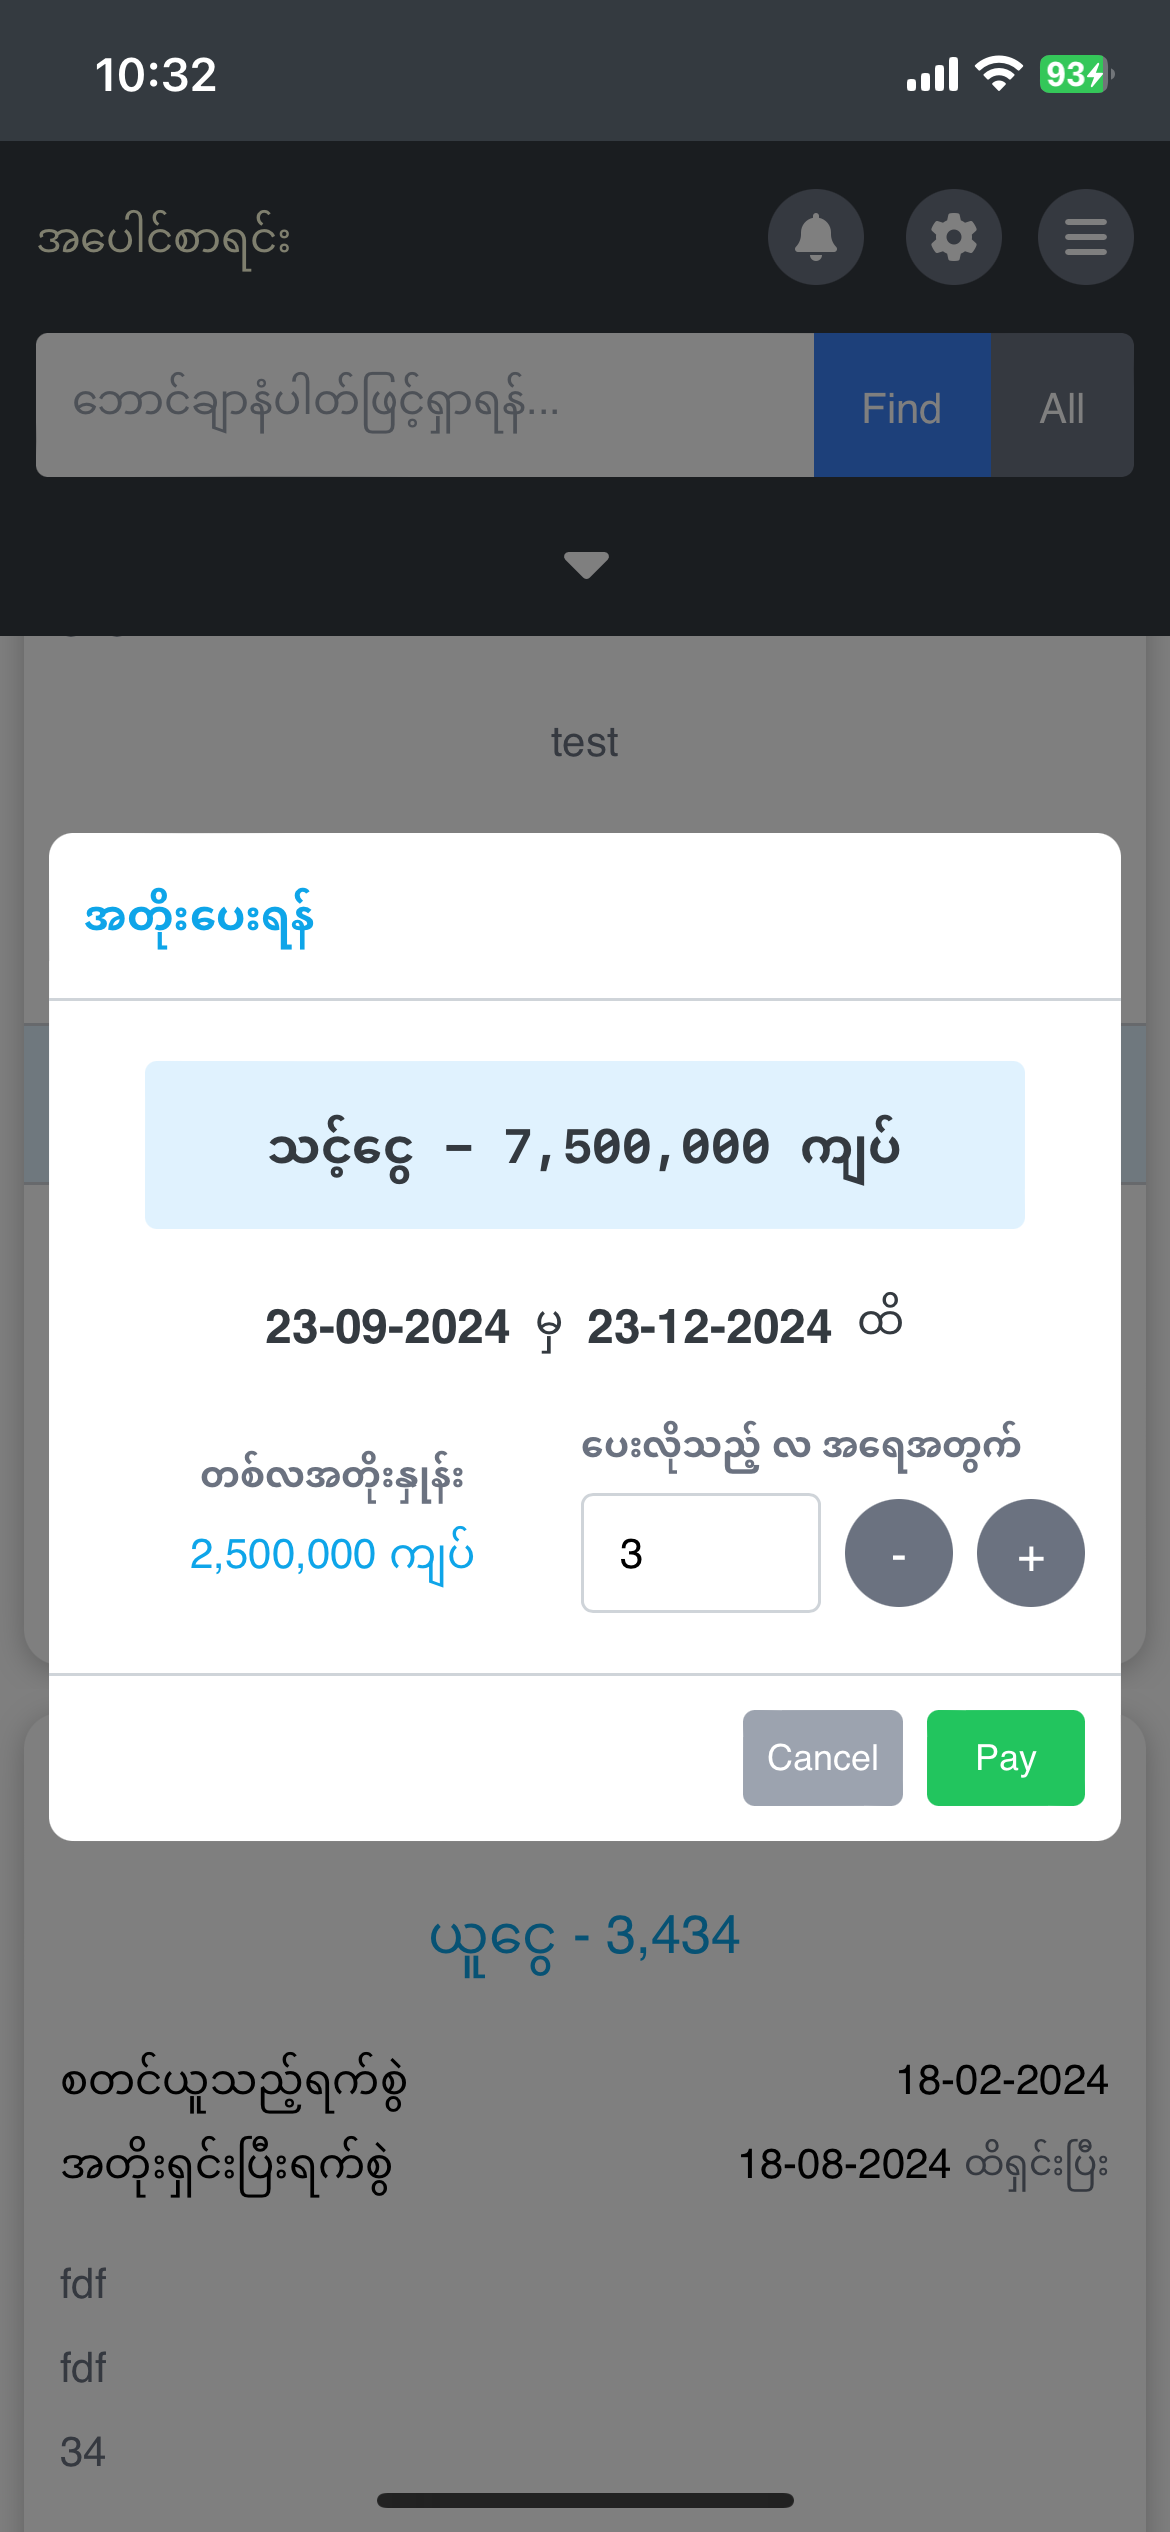 10:32
93
အပေါင်စာရင်း
ဘောင်ချာနံပါတ်ဖြင့်ရှာရန်...
Find
All
test
အတိုးပေးရန်
သင့်ငွေ - 7,500,000 ကျပ်
23-09-2024 မှ 23-12-2024 ထိ
တစ်လအတိုးနှုန်း
2,500,000 ကျပ်
ပေးလိုသည့် လ အရေအတွက်
3
-
+
Cancel
Pay
ယူငွေ - 3,434
စတင်ယူသည့်ရက်စွဲ 18-02-2024
အတိုးရှင်းပြီးရက်စွဲ 18-08-2024 ထိရှင်းပြီး
fdf
fdf
34